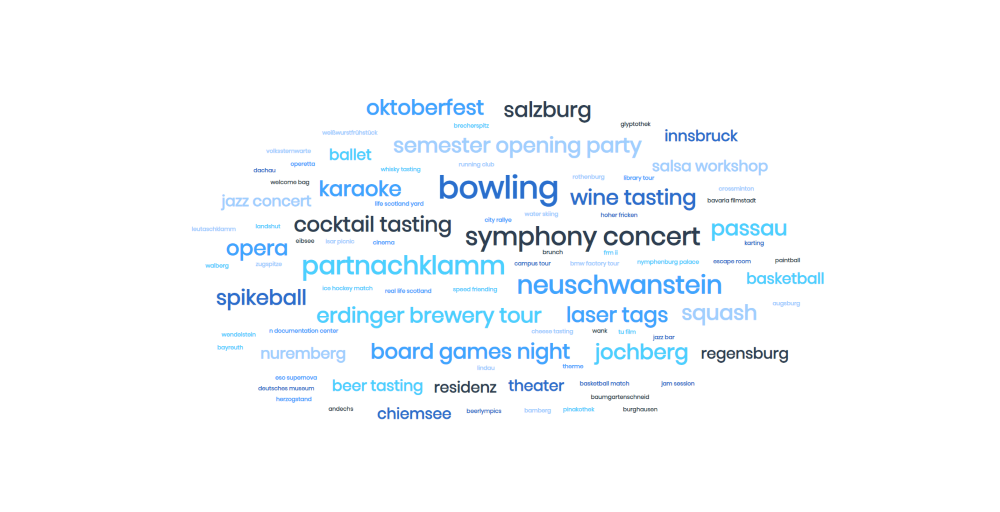 oktoberfest
salzburg
brecherspitz
glyptothek
weißwurstfrühstück
semester opening party
innsbruck
volkssternwarte
ballet
operetta
running club
salsa workshop
dachau
whisky tasting
rothenburg
library tour
welcome bag
karaoke
bowling
wine tasting
crossminton
jazz concert
life scotland yard
bavaria filmstadt
cocktail tasting
city rallye
water skiing
hoher fricken
leutaschklamm
landshut
symphony concert
passau
eibsee
isar picnic
cinema
karting
opera
brunch
fm ii
walberg
zugspitze
partnachklamm
campus tour
bmw factory tour
nymphenburg palace
escape room
paintball
neuschwanstein
basketball
spikeball
ice hockey match
real life scotland
speed friending
erdinger brewery tour
laser tags
squash
augsburg
wendelstein
n documentation center
cheese tasting
wank
tu film
jazz bar
bayreuth
nuremberg
board games night
jochberg
regensburg
lindau
therme
eso supernova
deutsches museum
beer tasting
residenz
theater
basketball match
jam session
herzogstand
baumgartenschneid
andechs
chiemsee
beerlympics
bamberg
pinakothek
burghausen